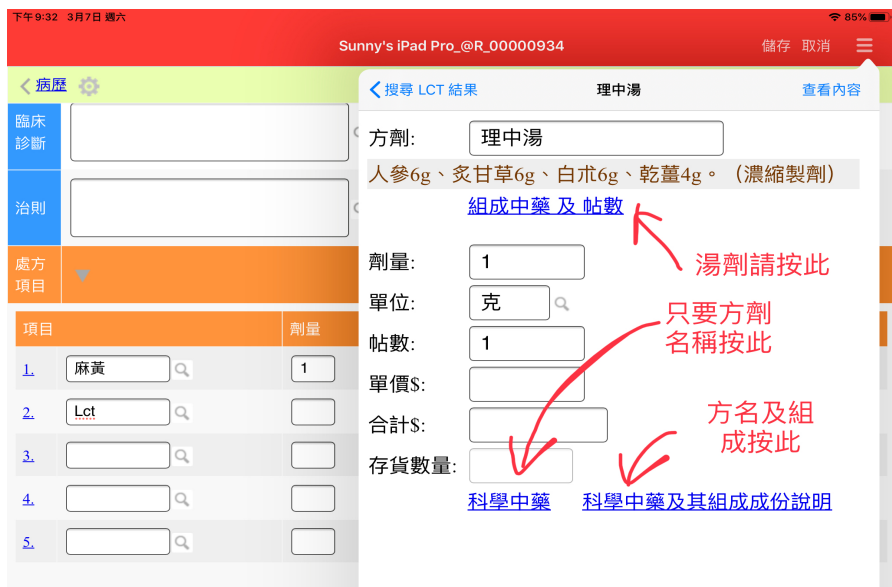 下午9:32 3月7日 週六
85%
Sunny's iPad Pro_@R_00000934
儲存 取消
病歷
搜尋 LCT 結果
理中湯
查看內容
臨床
診斷
治則
處方
項目
項目
劑量
1.
麻黃
1
2.
Lct
3.
4.
5.
方劑:
理中湯
人參6g、炙甘草6g、白朮6g、乾薑4g。（濃縮製劑）
組成中藥 及 帖數
湯劑請按此
劑量:
1
單位:
克
只要方劑
名稱按此
帖數:
1
單價$:
合計$:
方名及組
成按此
存貨數量:
科學中藥
科學中藥及其組成成份說明